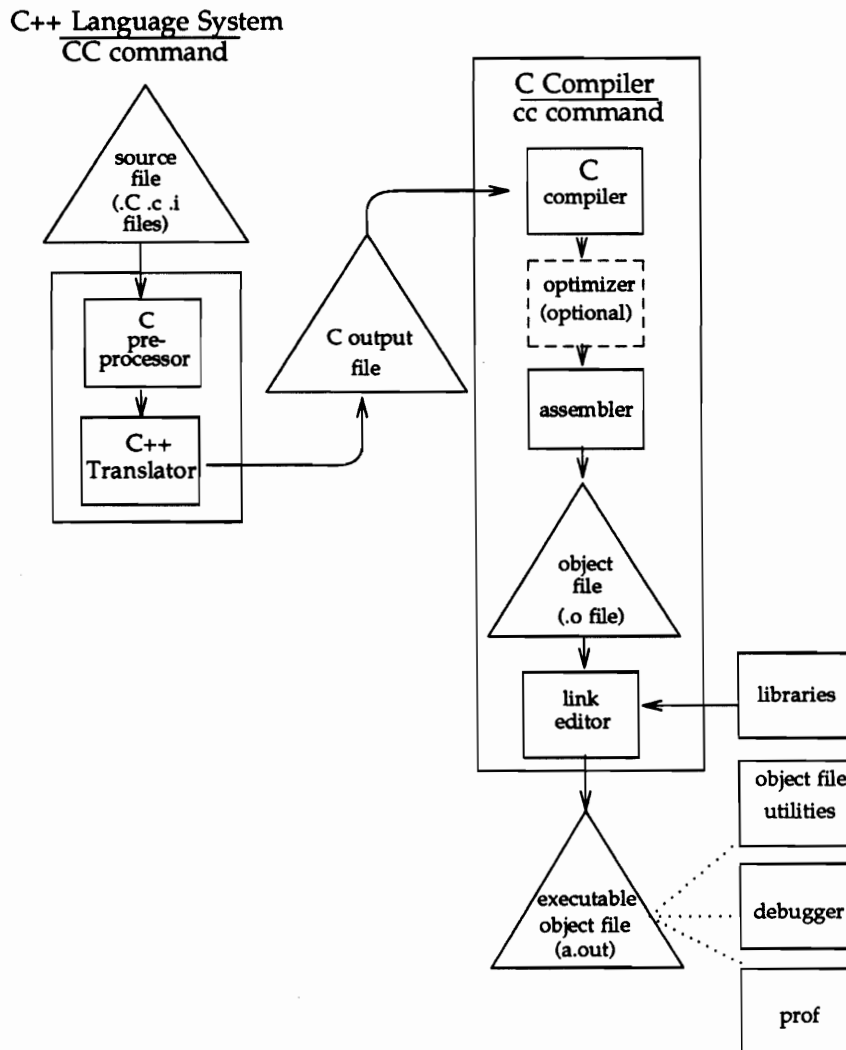 C++ Language System
CC command
source
file
(.C .c .i
files)
C
pre-
processor
C++
Translator
C output
file
C Compiler
cc command
C
compiler
optimizer
(optional)
assembler
object
file
(.o file)
link
editor
libraries
object file
utilities
executable
object file
(a.out)
debugger
prof